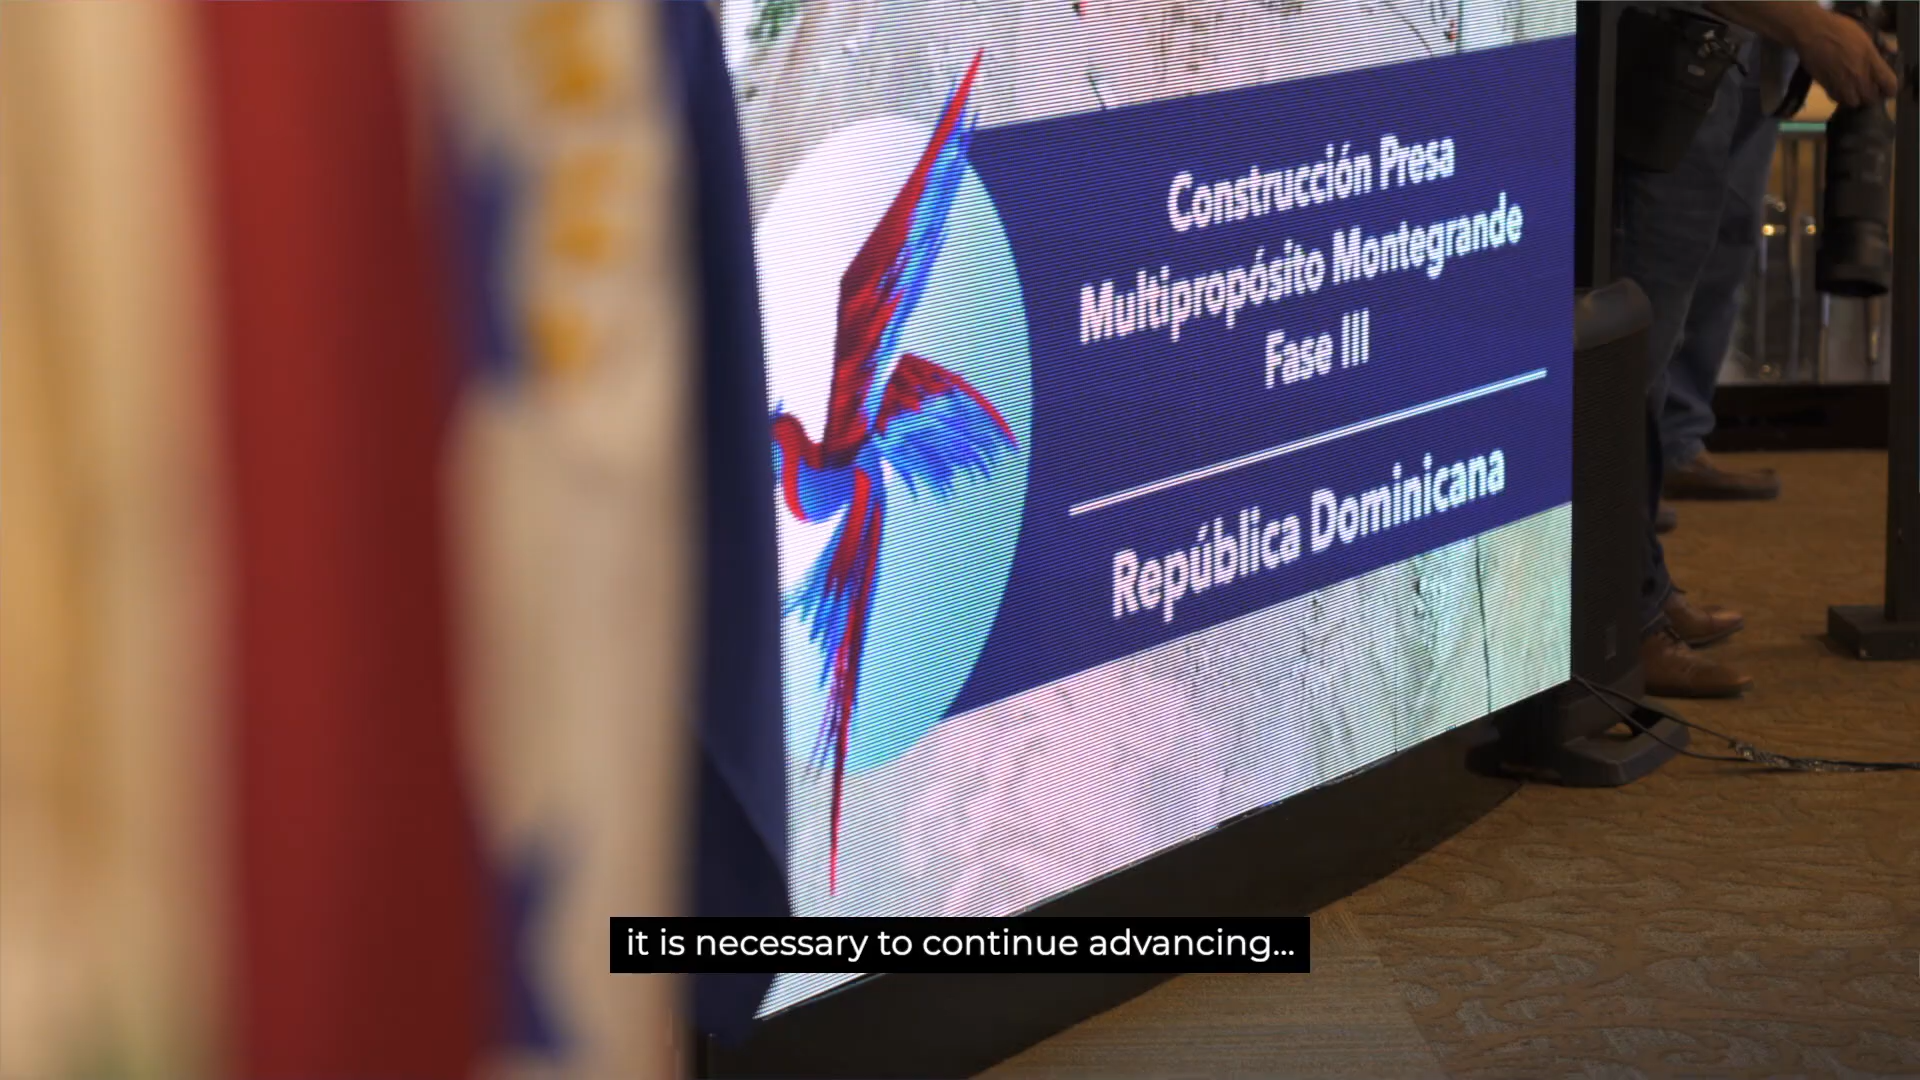 Construcción Presa
Multipropósito Montegrande
Fase III
República Dominicana
it is necessary to continue advancing...